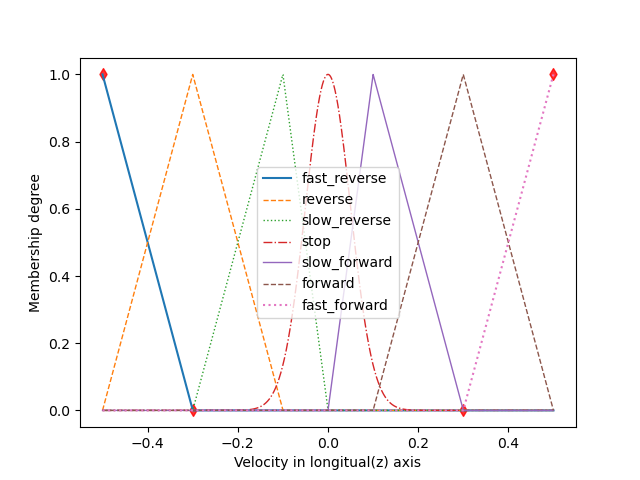 1.0
0.8
0.6
0.4
0.2
0.0
Membership degree
fast_reverse
reverse
slow_reverse
stop
slow_forward
forward
fast_forward
−0.4 −0.2 0.0 0.2 0.4
Velocity in longitual(z) axis